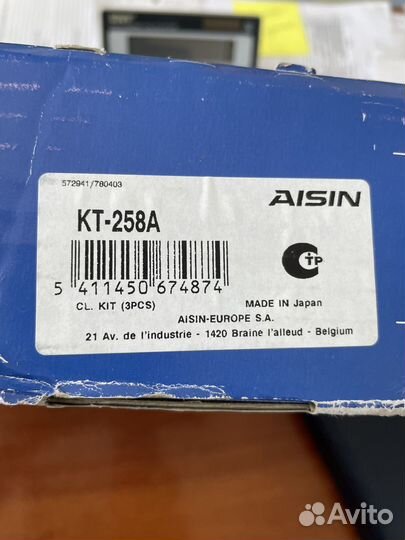 572941/780403
AISIN
KT-258A
CTP
5 411450 674874
CL. KIT (3PCS)
MADE IN Japan
AISIN-EUROPE S.A.
21 Av. de l'industrie - 1420 Braine l'alleud - Belgium
Avito